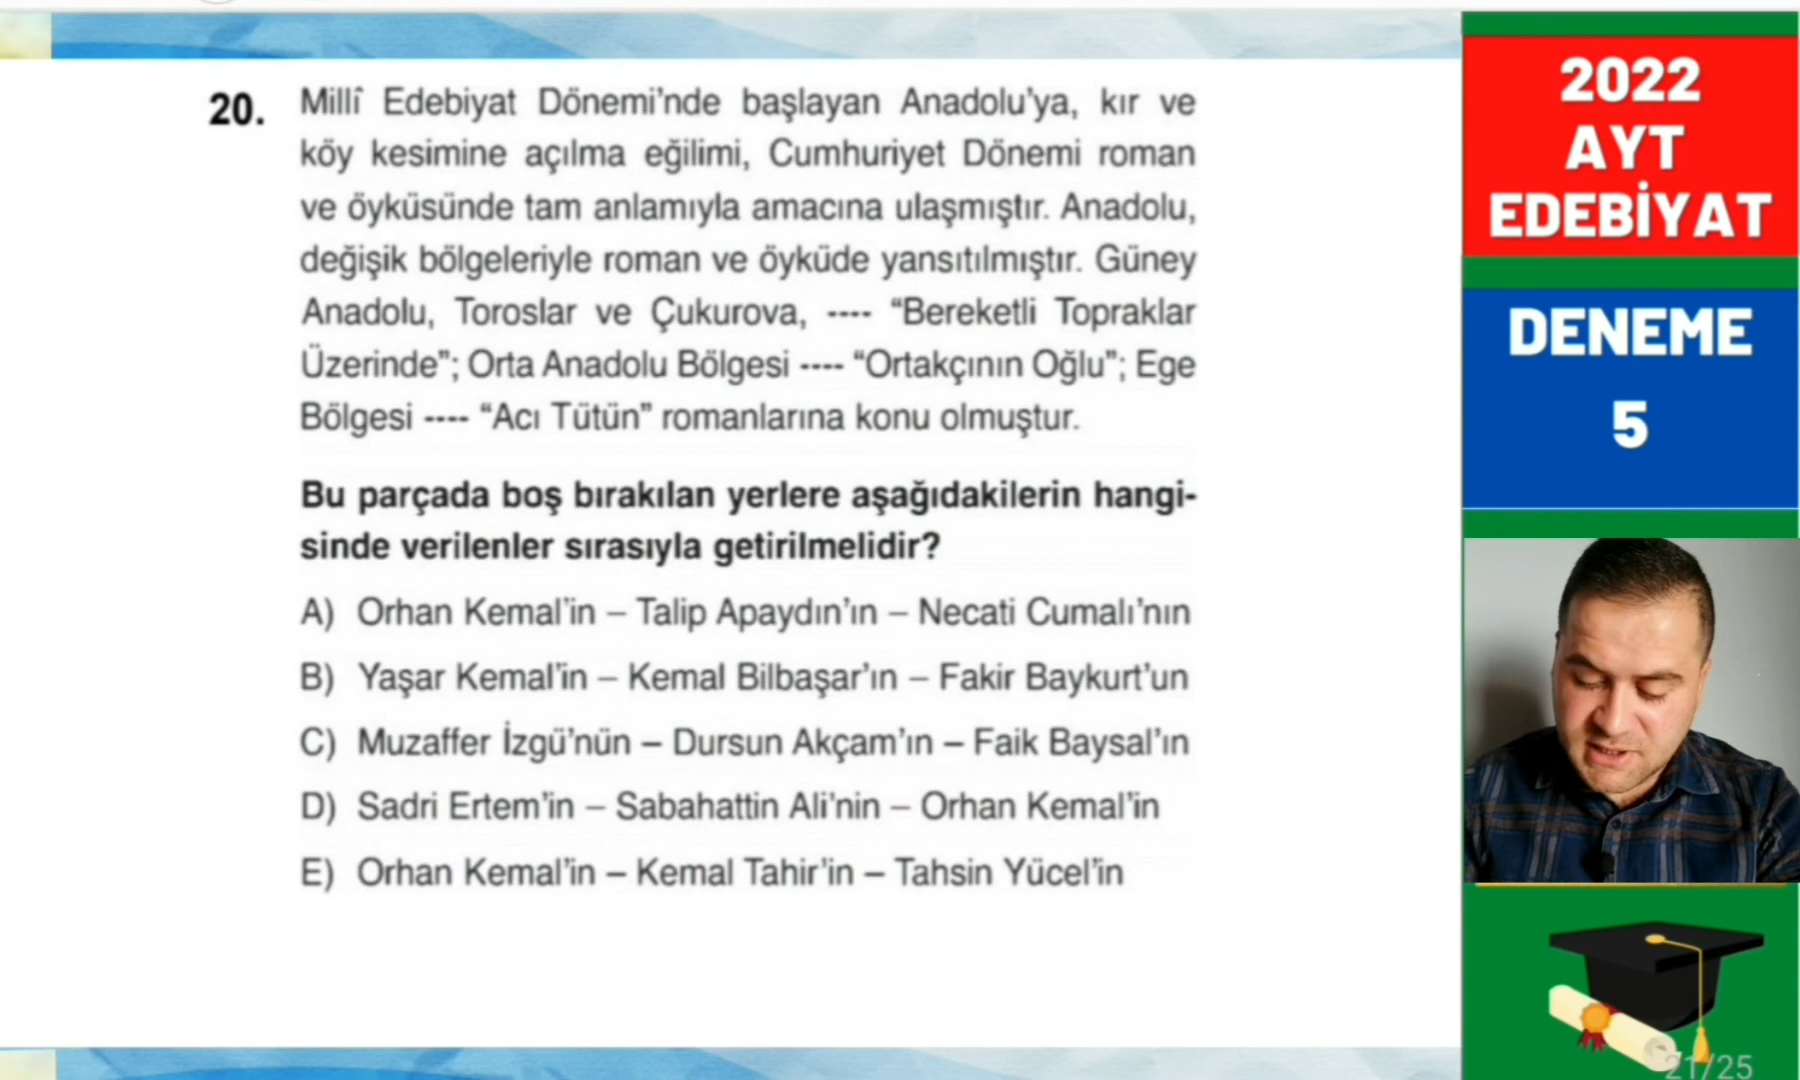 20. Millî Edebiyat Dönemi'nde başlayan Anadolu'ya, kır ve
köy kesimine açılma eğilimi, Cumhuriyet Dönemi roman
ve öyküsünde tam anlamıyla amacına ulaşmıştır. Anadolu,
değişik bölgeleriyle roman ve öyküde yansıtılmıştır. Güney
Anadolu, Toroslar ve Çukurova, ---- “Bereketli Topraklar
Üzerinde”; Orta Anadolu Bölgesi ---- “Ortakçının Oğlu”; Ege
Bölgesi ---- “Acı Tütün” romanlarına konu olmuştur.
Bu parçada boş bırakılan yerlere aşağıdakilerin hangi-
sinde verilenler sırasıyla getirilmelidir?
A) Orhan Kemal'in – Talip Apaydın'ın – Necati Cumalı'nın
B) Yaşar Kemal'in – Kemal Bilbaşar'ın – Fakir Baykurt'un
C) Muzaffer İzgü'nün – Dursun Akçam'ın – Faik Baysal'ın
D) Sadri Ertem'in – Sabahattin Ali'nin – Orhan Kemal'in
E) Orhan Kemal'in – Kemal Tahir'in – Tahsin Yücel'in
2022
AYT
EDEBİYAT
DENEME
5
21/25